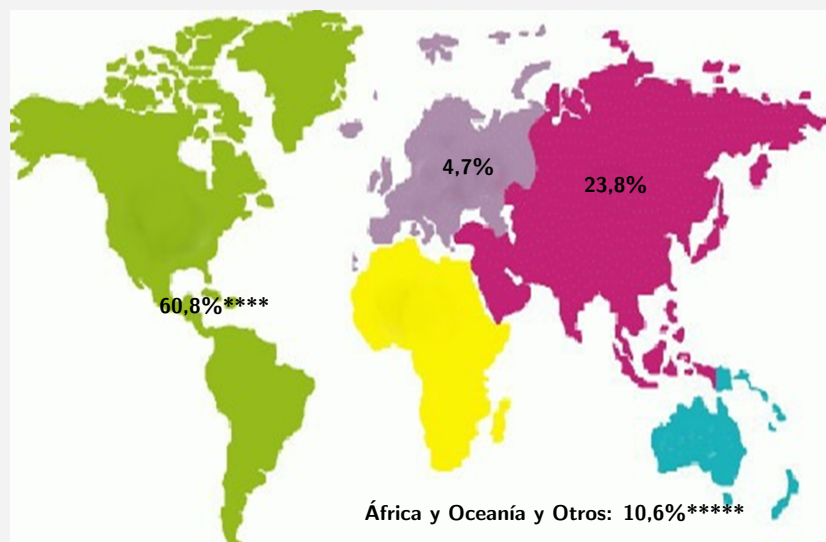 4,7%
23,8%
60,8%****
África y Oceanía y Otros: 10,6%*****